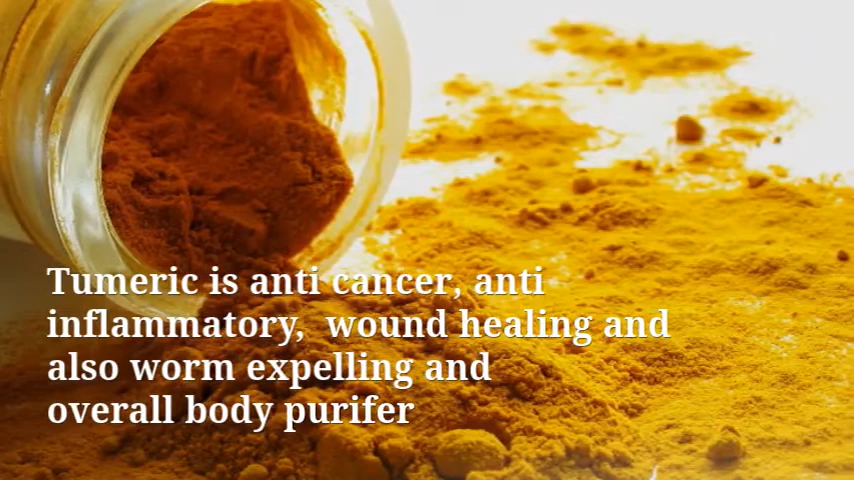 Tumeric is anti cancer, anti
inflammatory,  wound healing and
also worm expelling and
overall body purifer